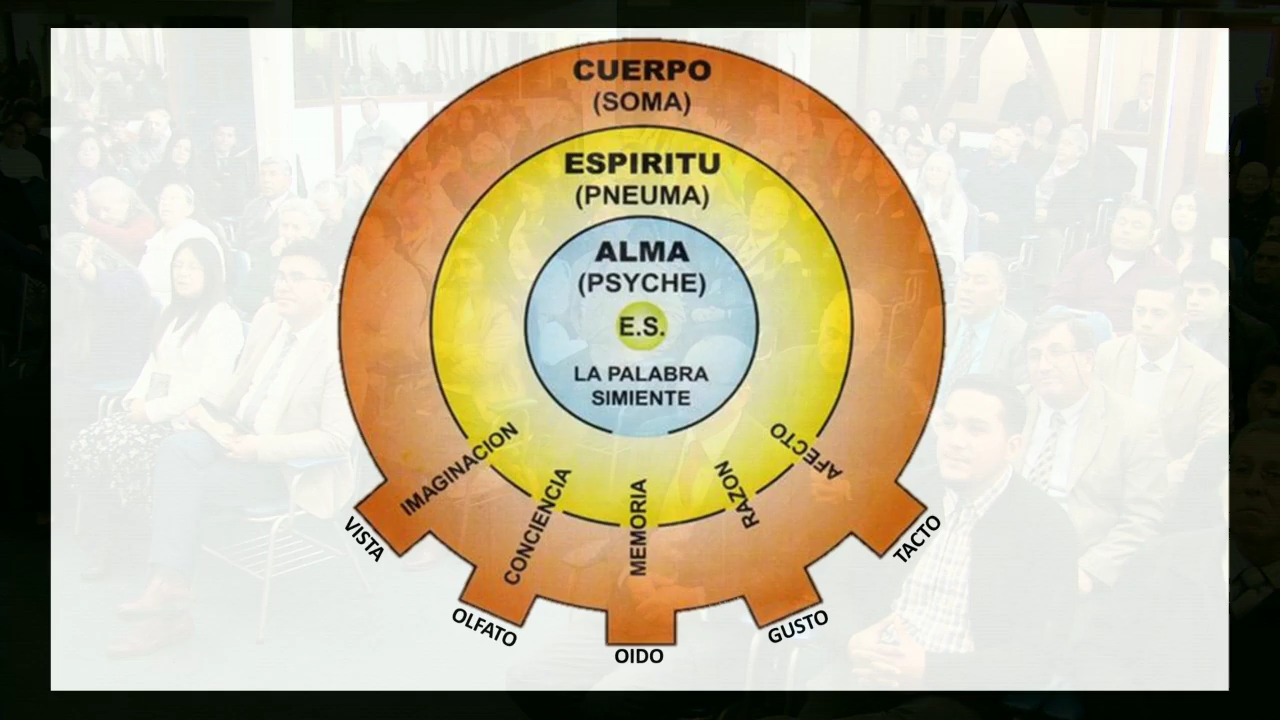 CUERPO
(SOMA)
ESPIRITU
(PNEUMA)
ALMA
(PSYCHE)
E.S.
LA PALABRA
SIMIENTE
IMAGINACION
CONCIENCIA
MEMORIA
RAZON
AFECTO
VISTA
OLFATO
OIDO
GUSTO
TACTO